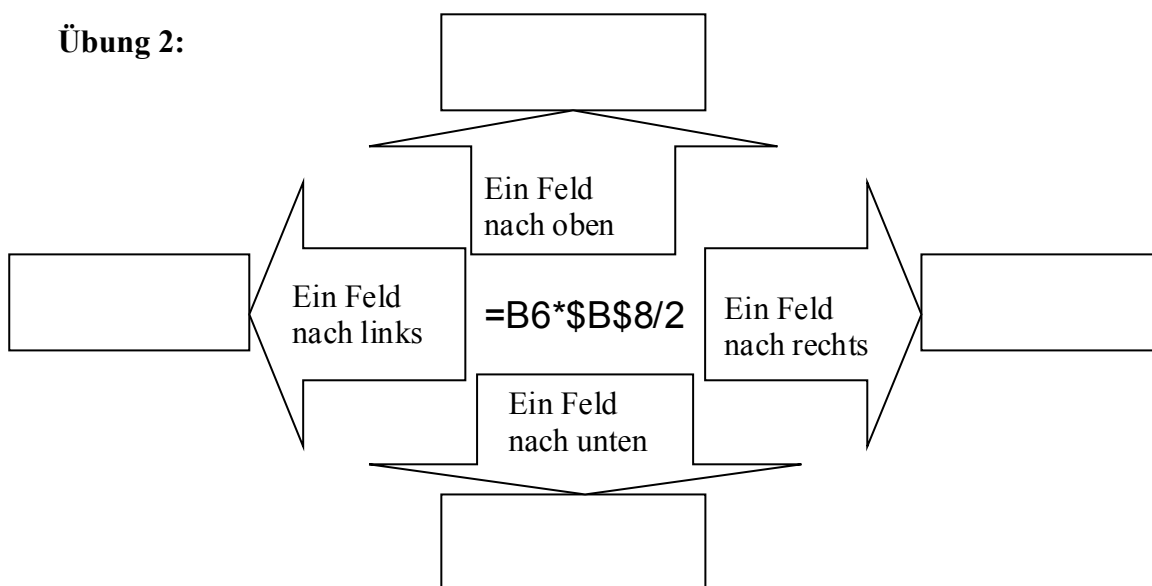 Übung 2:
Ein Feld
nach oben
Ein Feld
nach links
=B6*$B$8/2
Ein Feld
nach rechts
Ein Feld
nach unten